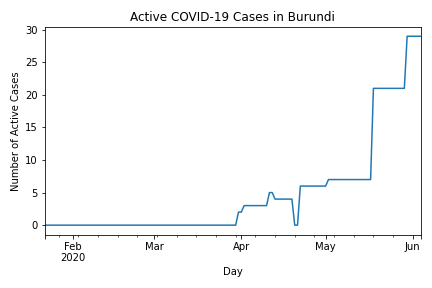 Active COVID-19 Cases in Burundi
Number of Active Cases
30
25
20
15
10
5
0
Feb
2020
Mar
Apr
May
Jun
Day